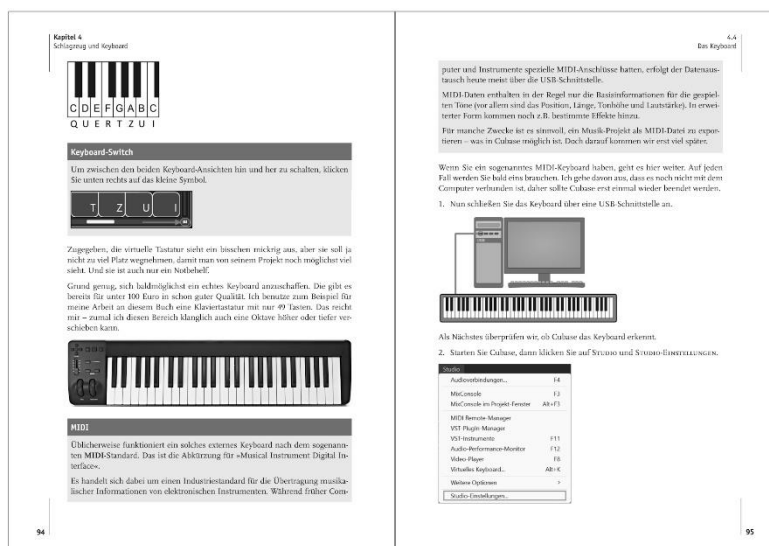 Kapitel 4
Schlagzeug und Keyboard
C D E F G A B C
Q U E R T Z U I
Keyboard-Switch
Um zwischen den beiden Keyboard-Ansichten hin und her zu schalten, klicken
Sie unten rechts auf das kleine Symbol.
T Z U I
Zugegeben, die virtuelle Tastatur sieht ein bisschen mickrig aus, aber sie soll ja
nicht zu viel Platz wegnehmen, damit man von seinem Projekt noch möglichst viel
sieht. Und sie ist auch nur ein Notbehelf.
Grund genug, sich baldmöglichst ein echtes Keyboard anzuschaffen. Die gibt es
bereits für unter 100 Euro in schon guter Qualität. Ich benutze zum Beispiel für
meine Arbeit an diesem Buch eine Klaviertastatur mit nur 49 Tasten. Das reicht
mir – zumal ich diesen Bereich klanglich auch eine Oktave höher oder tiefer ver-
schieben kann.
MIDI
Üblicherweise funktioniert ein solches externes Keyboard nach dem sogenann-
ten MIDI-Standard. Das ist die Abkürzung für »Musical Instrument Digital In-
terface«.
Es handelt sich dabei um einen Industriestandard für die Übertragung musika-
lischer Informationen von elektronischen Instrumenten. Während früher Com-
94
4.4
Das Keyboard
puter und Instrumente spezielle MIDI-Anschlüsse hatten, erfolgt der Datenaus-
tausch heute meist über die USB-Schnittstelle.
MIDI-Daten enthalten in der Regel nur die Basisinformationen für die gespiel-
ten Töne (vor allem sind das Position, Länge, Tonhöhe und Lautstärke). In erwei-
terter Form kommen noch z.B. bestimmte Effekte hinzu.
Für manche Zwecke ist es sinnvoll, ein Musik-Projekt als MIDI-Datei zu expor-
tieren – was in Cubase möglich ist. Doch darauf kommen wir erst viel später.
Wenn Sie ein sogenanntes MIDI-Keyboard haben, geht es hier weiter. Auf jeden
Fall werden Sie bald eins brauchen. Ich gehe davon aus, dass es noch nicht mit dem
Computer verbunden ist, daher sollte Cubase erst einmal wieder beendet werden.
1. Nun schließen Sie das Keyboard über eine USB-Schnittstelle an.
Als Nächstes überprüfen wir, ob Cubase das Keyboard erkennt.
2. Starten Sie Cubase, dann klicken Sie auf STUDIO und STUDIO-EINSTELLUNGEN.
Studio
Audioverbindungen... F4
MixConsole F3
MixConsole im Projekt-Fenster Alt+F3
MIDI Remote-Manager
VST PlugIn-Manager
VST-Instrumente F11
Audio-Performance-Monitor F12
Video-Player F8
Virtuelles Keyboard... Alt+K
Weitere Optionen >
Studio-Einstellungen...
95